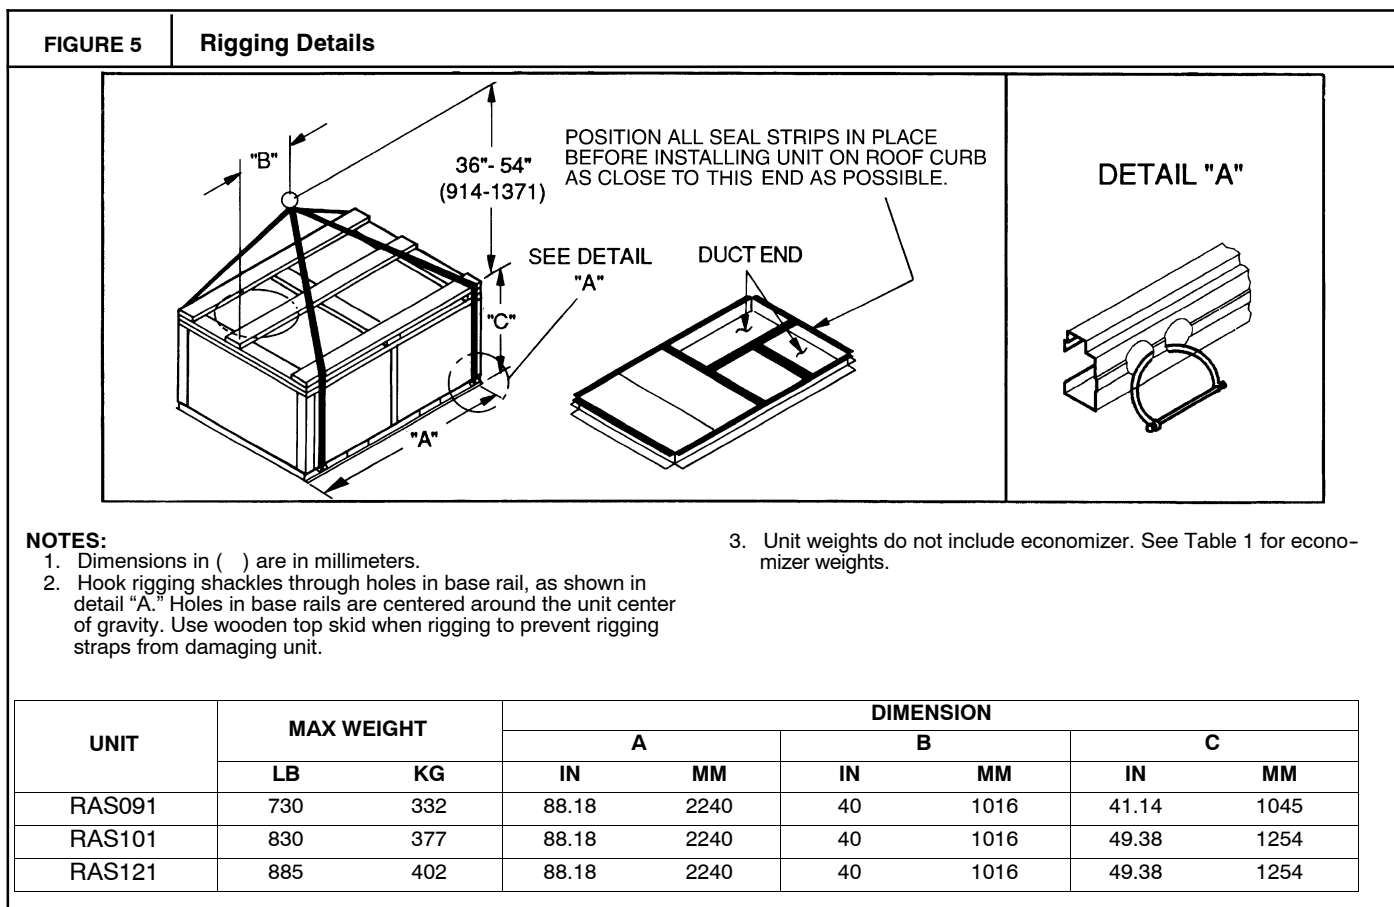 FIGURE 5 Rigging Details
"B"
36"- 54"
(914-1371)
POSITION ALL SEAL STRIPS IN PLACE
BEFORE INSTALLING UNIT ON ROOF CURB
AS CLOSE TO THIS END AS POSSIBLE.
SEE DETAIL
"A"
DUCT END
"C"
"A"
DETAIL "A"
NOTES:
1. Dimensions in ( ) are in millimeters.
2. Hook rigging shackles through holes in base rail, as shown in
detail “A.” Holes in base rails are centered around the unit center
of gravity. Use wooden top skid when rigging to prevent rigging
straps from damaging unit.
3. Unit weights do not include economizer. See Table 1 for econo-
mizer weights.
UNIT MAX WEIGHT DIMENSION
A B C
LB KG IN MM IN MM IN MM
RAS091 730 332 88.18 2240 40 1016 41.14 1045
RAS101 830 377 88.18 2240 40 1016 49.38 1254
RAS121 885 402 88.18 2240 40 1016 49.38 1254